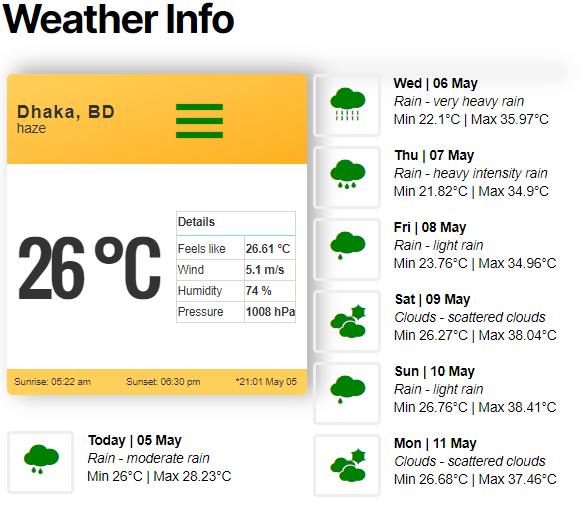 Weather Info
Dhaka, BD
haze
26 °C
Details
Feels like 26.61 °C
Wind 5.1 m/s
Humidity 74 %
Pressure 1008 hPa
Sunrise: 05:22 am Sunset: 06:30 pm *21:01 May 05
Today | 05 May
Rain - moderate rain
Min 26°C | Max 28.23°C
Wed | 06 May
Rain - very heavy rain
Min 22.1°C | Max 35.97°C
Thu | 07 May
Rain - heavy intensity rain
Min 21.82°C | Max 34.9°C
Fri | 08 May
Rain - light rain
Min 23.76°C | Max 34.96°C
Sat | 09 May
Clouds - scattered clouds
Min 26.27°C | Max 38.04°C
Sun | 10 May
Rain - light rain
Min 26.76°C | Max 38.41°C
Mon | 11 May
Clouds - scattered clouds
Min 26.68°C | Max 37.46°C